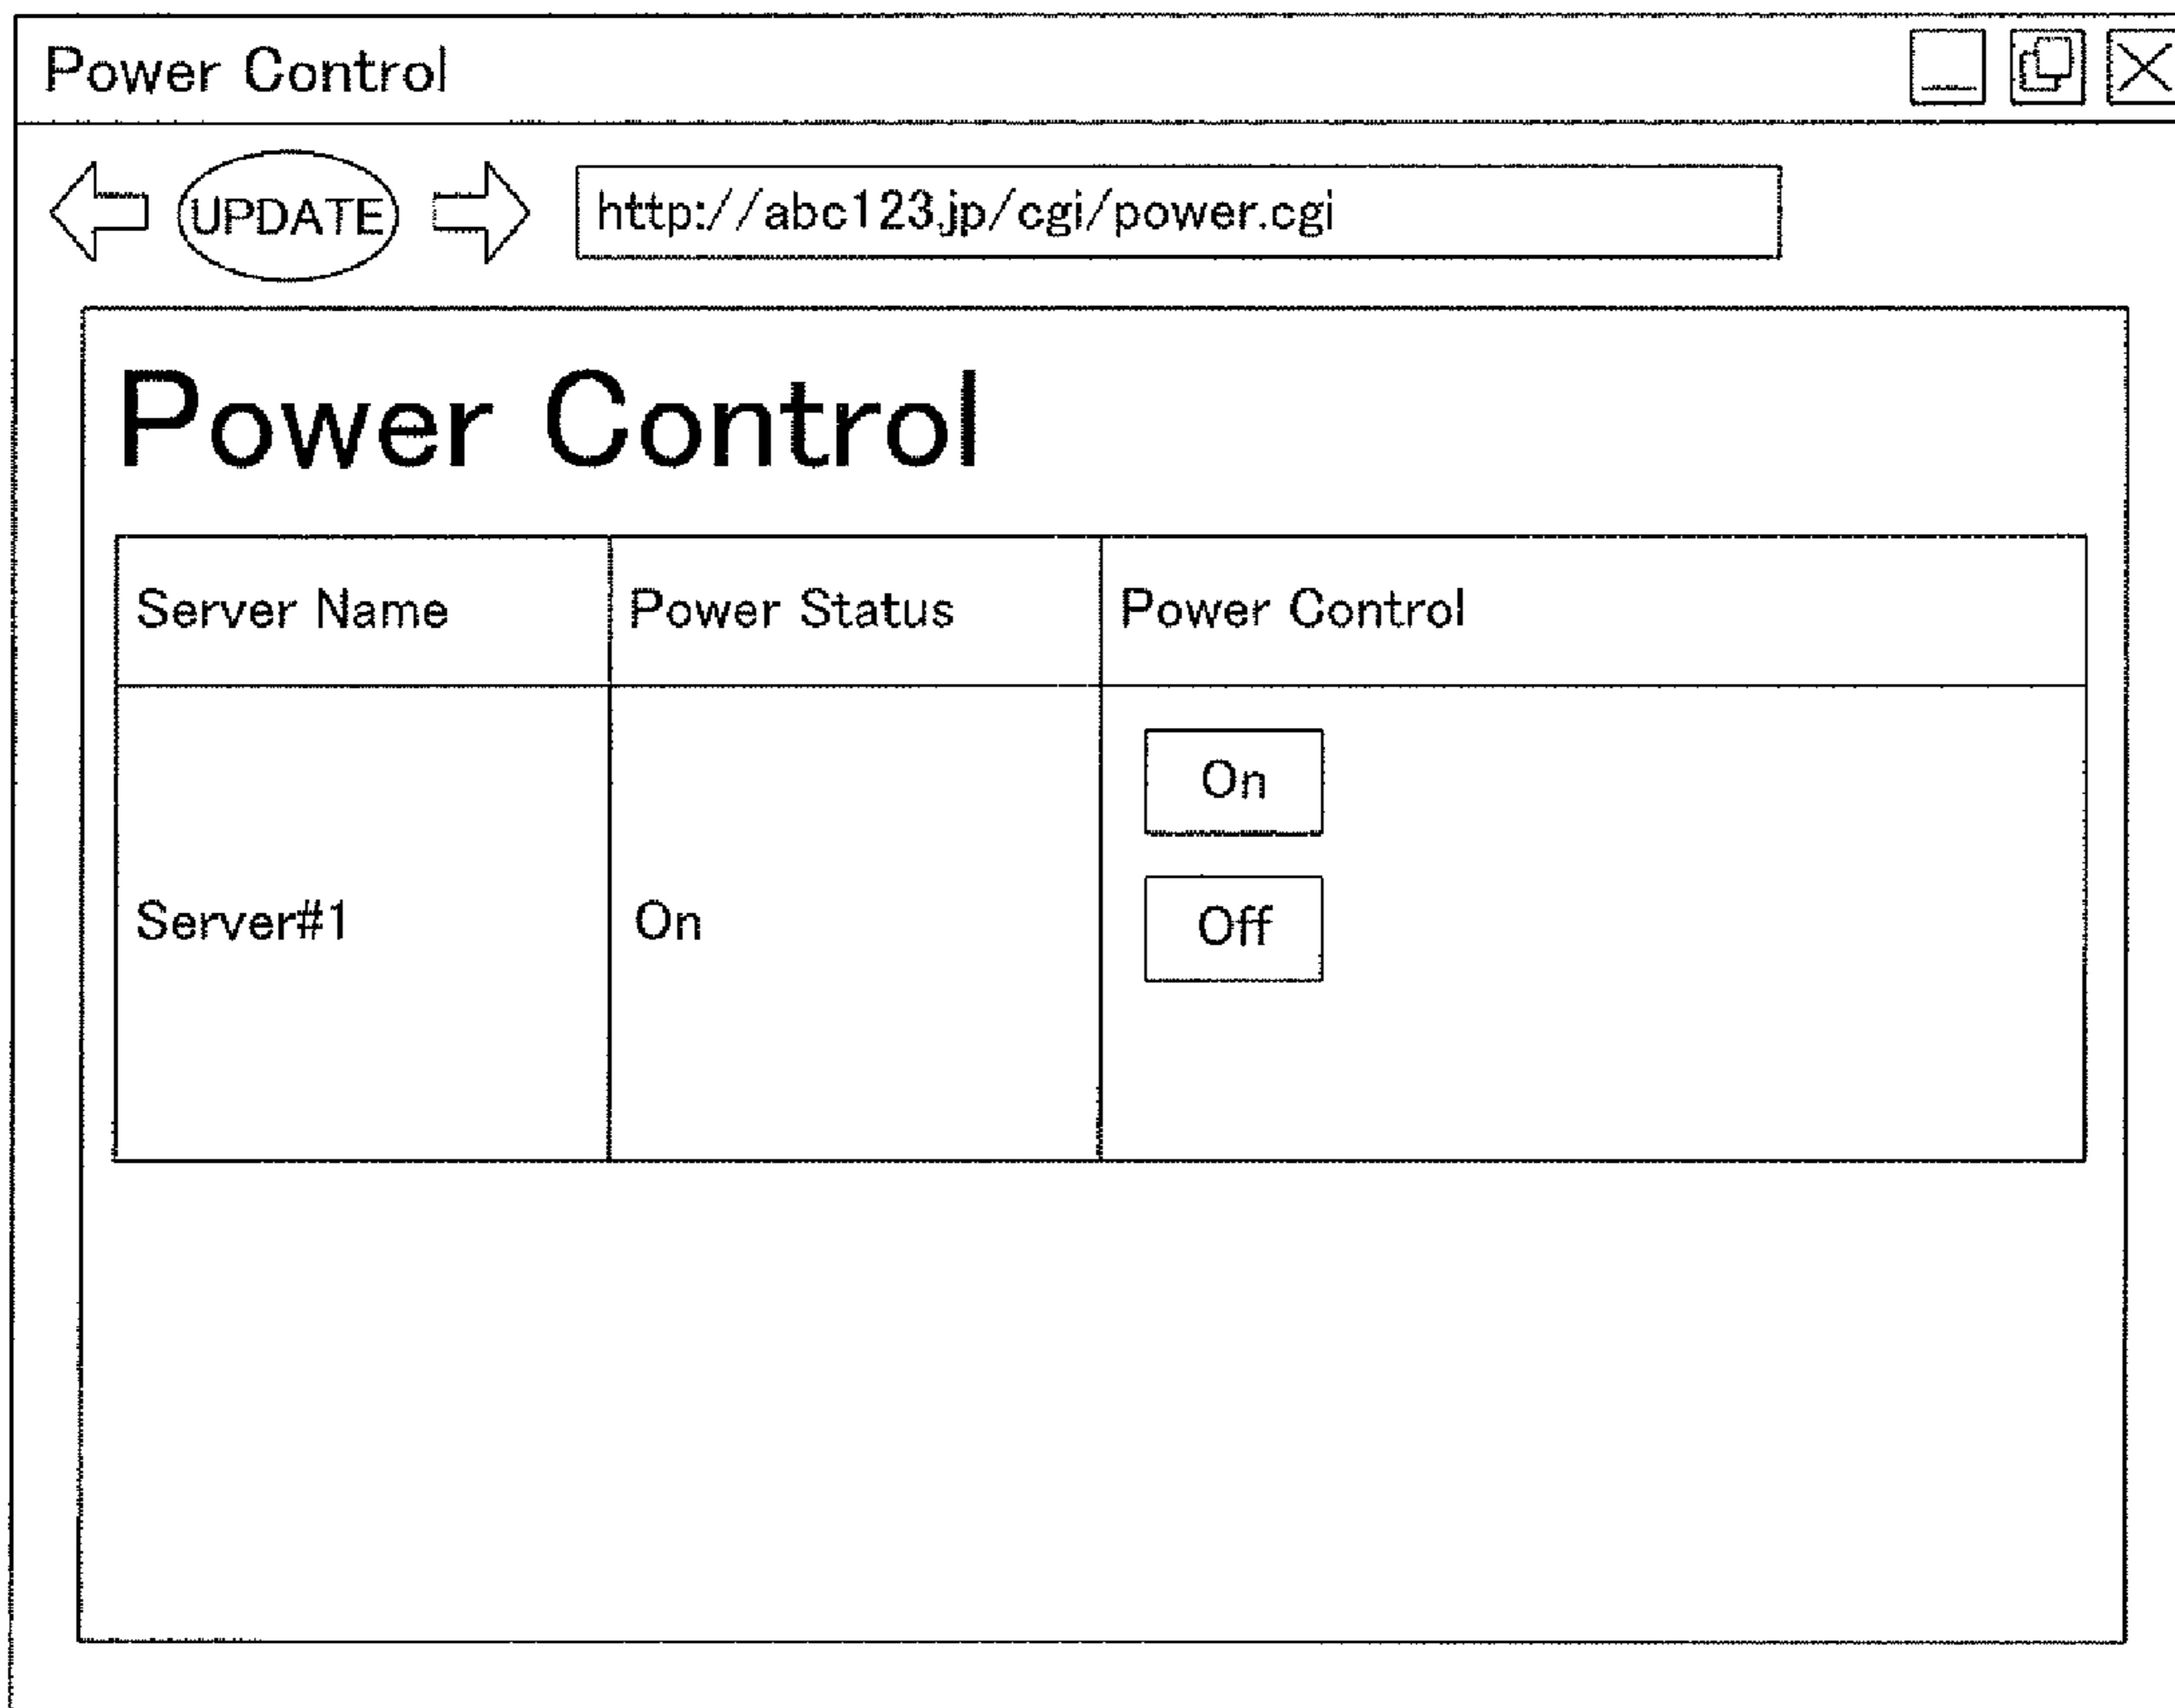 Power Control
UPDATE http://abc123.jp/cgi/power.cgi
Power Control
Server Name Power Status Power Control
On
Server#1 On Off